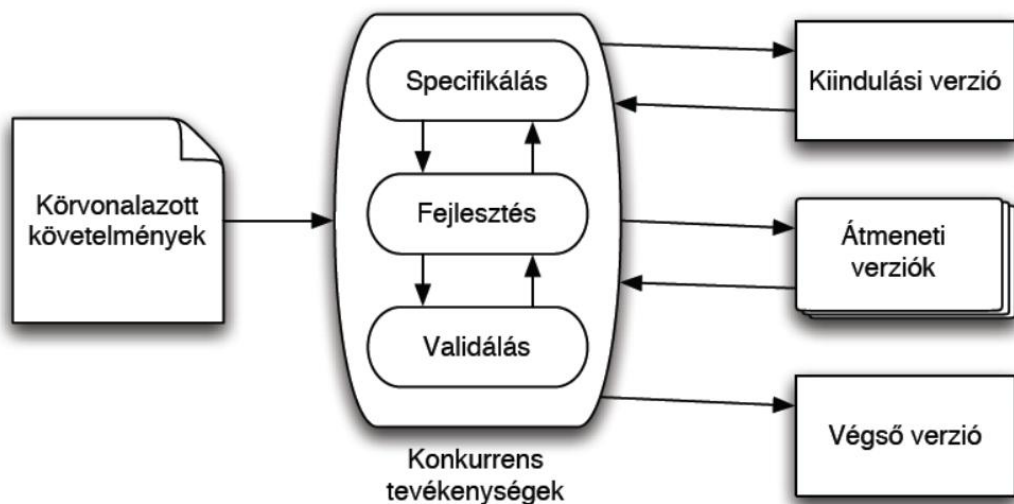 Körvonalazott
követelmények
Specifikálás
Fejlesztés
Validálás
Konkurrens
tevékenységek
Kiindulási verzió
Átmeneti
verziók
Végső verzió